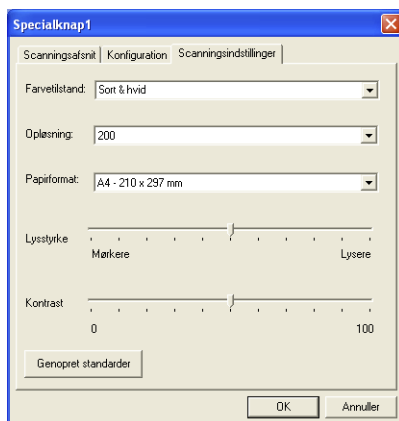 Specialknap1
Scanningsafsnit Konfiguration Scanningsindstillinger
Farvetilstand: Sort & hvid
Opløsning: 200
Papirformat: A4 - 210 x 297 mm
Lysstyrke
Mørkere Lysere
Kontrast
0 100
Genopret standarder
OK Annuller